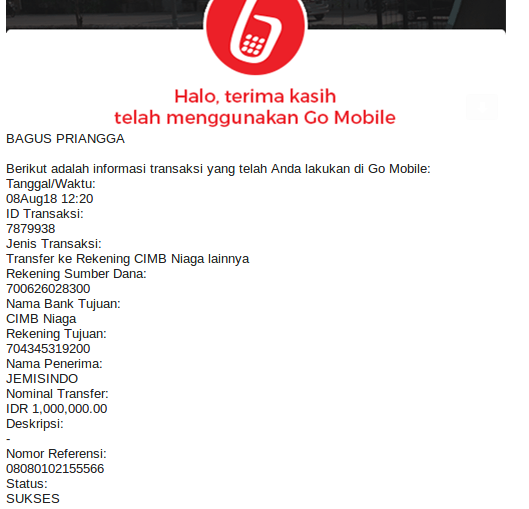 Halo, terima kasih
telah menggunakan Go Mobile
BAGUS PRIANGGA
Berikut adalah informasi transaksi yang telah Anda lakukan di Go Mobile:
Tanggal/Waktu:
08Aug18 12:20
ID Transaksi:
7879938
Jenis Transaksi:
Transfer ke Rekening CIMB Niaga lainnya
Rekening Sumber Dana:
700626028300
Nama Bank Tujuan:
CIMB Niaga
Rekening Tujuan:
704345319200
Nama Penerima:
JEMISINDO
Nominal Transfer:
IDR 1,000,000.00
Deskripsi:
-
Nomor Referensi:
08080102155566
Status:
SUKSES